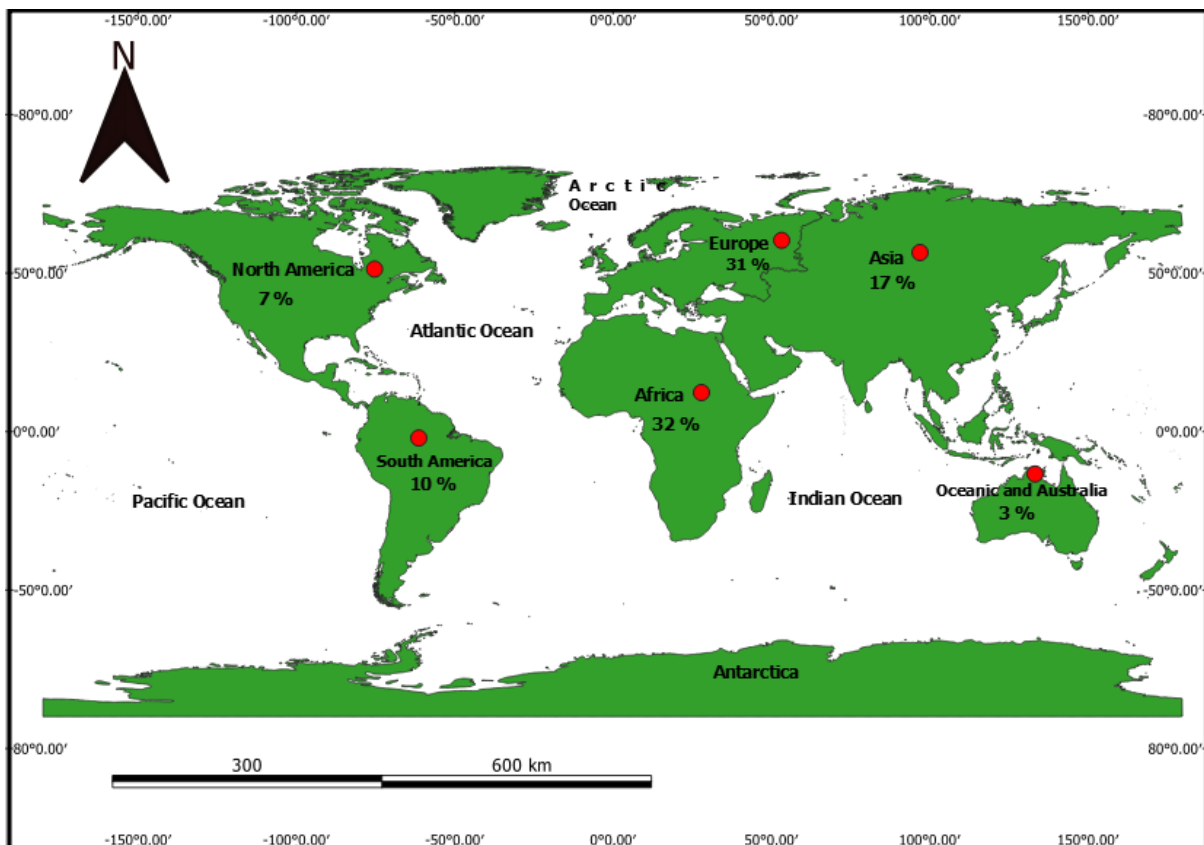 -150°0.00′ -100°0.00′ -50°0.00′ 0°0.00′ 50°0.00′ 100°0.00′ 150°0.00′
N
-80°0.00′ -80°0.00′
Arctic
Ocean
Europe
31 %
Asia
17 %
North America
7 %
50°0.00′ 50°0.00′
Atlantic Ocean
Africa
32 %
0°0.00′ 0°0.00′
South America
10 %
Pacific Ocean
Indian Ocean
Oceanic and Australia
3 %
-50°0.00′ -50°0.00′
Antarctica
80°0.00′ 80°0.00′
300 600 km
-150°0.00′ -100°0.00′ -50°0.00′ 0°0.00′ 50°0.00′ 100°0.00′ 150°0.00′